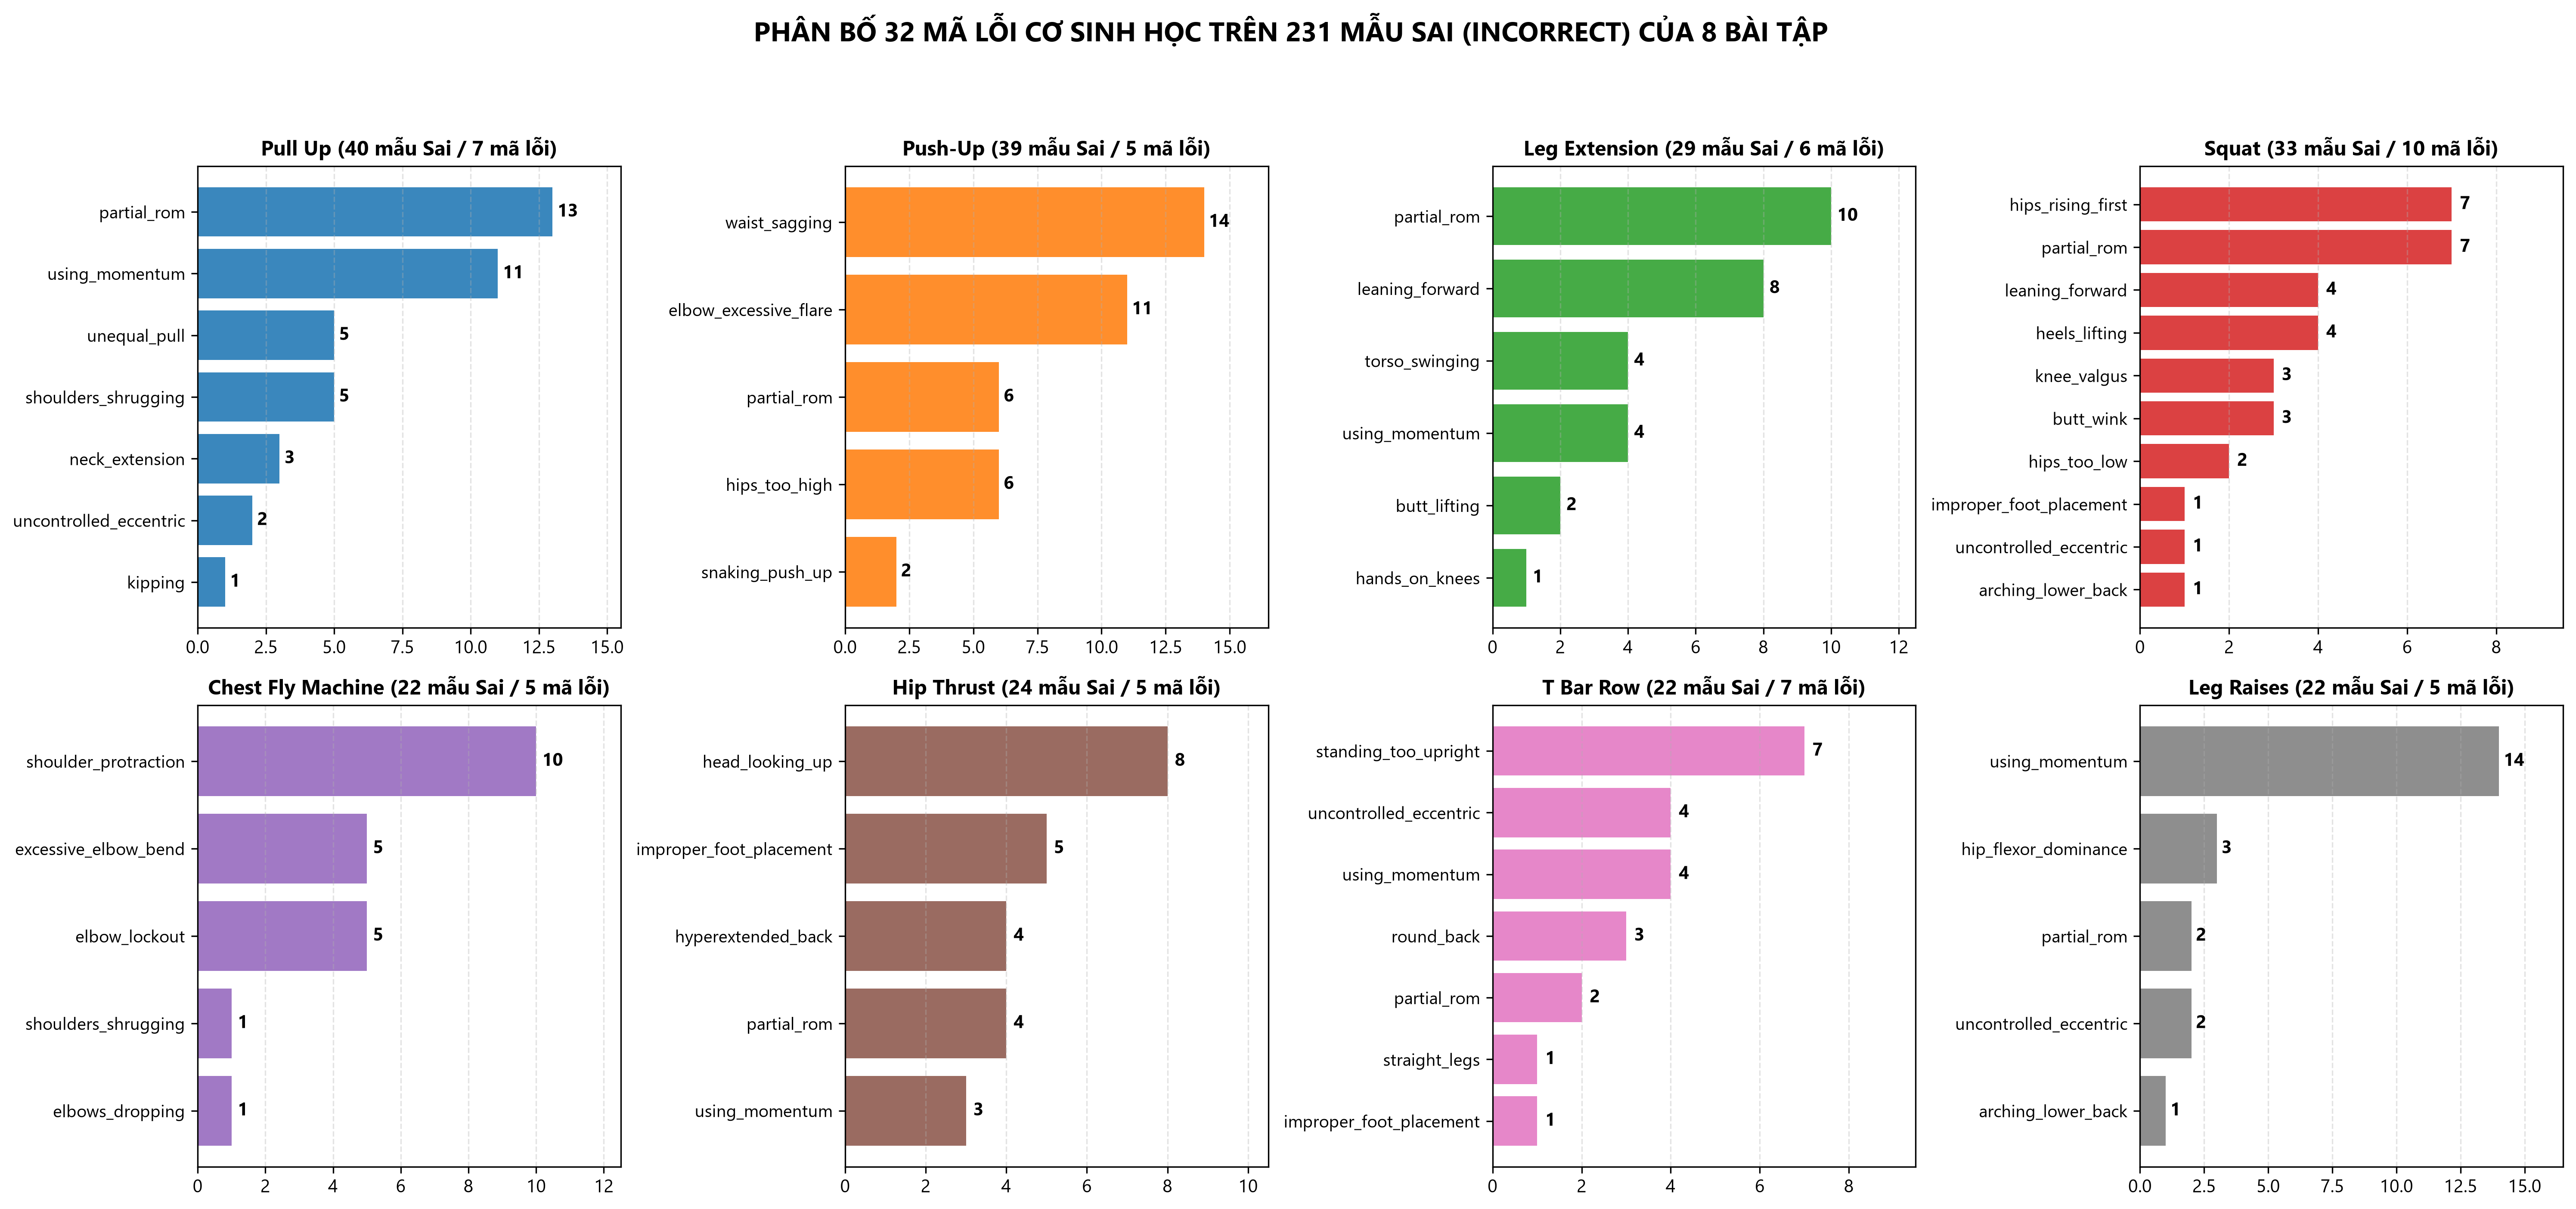 PHÂN BỐ 32 MÃ LỖI CƠ SINH HỌC TRÊN 231 MẪU SAI (INCORRECT) CỦA 8 BÀI TẬP
Pull Up (40 mẫu Sai / 7 mã lỗi)
partial_rom 13
using_momentum 11
unequal_pull 5
shoulders_shrugging 5
neck_extension 3
uncontrolled_eccentric 2
kipping 1
0.0 2.5 5.0 7.5 10.0 12.5 15.0
Push-Up (39 mẫu Sai / 5 mã lỗi)
waist_sagging 14
elbow_excessive_flare 11
partial_rom 6
hips_too_high 6
snaking_push_up 2
0.0 2.5 5.0 7.5 10.0 12.5 15.0
Leg Extension (29 mẫu Sai / 6 mã lỗi)
partial_rom 10
leaning_forward 8
torso_swinging 4
using_momentum 4
butt_lifting 2
hands_on_knees 1
0 2 4 6 8 10 12
Squat (33 mẫu Sai / 10 mã lỗi)
hips_rising_first 7
partial_rom 7
leaning_forward 4
heels_lifting 4
knee_valgus 3
butt_wink 3
hips_too_low 2
improper_foot_placement 1
uncontrolled_eccentric 1
arching_lower_back 1
0 2 4 6 8
Chest Fly Machine (22 mẫu Sai / 5 mã lỗi)
shoulder_protraction 10
excessive_elbow_bend 5
elbow_lockout 5
shoulders_shrugging 1
elbows_dropping 1
0 2 4 6 8 10 12
Hip Thrust (24 mẫu Sai / 5 mã lỗi)
head_looking_up 8
improper_foot_placement 5
hyperextended_back 4
partial_rom 4
using_momentum 3
0 2 4 6 8 10
T Bar Row (22 mẫu Sai / 7 mã lỗi)
standing_too_upright 7
uncontrolled_eccentric 4
using_momentum 4
round_back 3
partial_rom 2
straight_legs 1
improper_foot_placement 1
0 2 4 6 8
Leg Raises (22 mẫu Sai / 5 mã lỗi)
using_momentum 14
hip_flexor_dominance 3
partial_rom 2
uncontrolled_eccentric 2
arching_lower_back 1
0.0 2.5 5.0 7.5 10.0 12.5 15.0